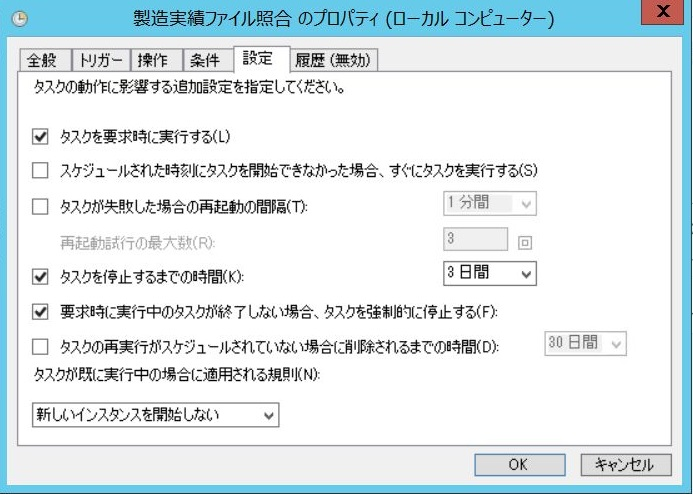 製造実績ファイル照合 のプロパティ (ローカル コンピューター)
X
全般 トリガー 操作 条件 設定 履歴 (無効)
タスクの動作に影響する追加設定を指定してください。
タスクを要求時に実行する(L)
スケジュールされた時刻にタスクを開始できなかった場合、すぐにタスクを実行する(S)
タスクが失敗した場合の再起動の間隔(T): 1 分間
再起動試行の最大数(R): 3 回
タスクを停止するまでの時間(K): 3 日間
要求時に実行中のタスクが終了しない場合、タスクを強制的に停止する(F):
タスクの再実行がスケジュールされていない場合に削除されるまでの時間(D): 30 日間
タスクが既に実行中の場合に適用される規則(N):
新しいインスタンスを開始しない
OK キャンセル